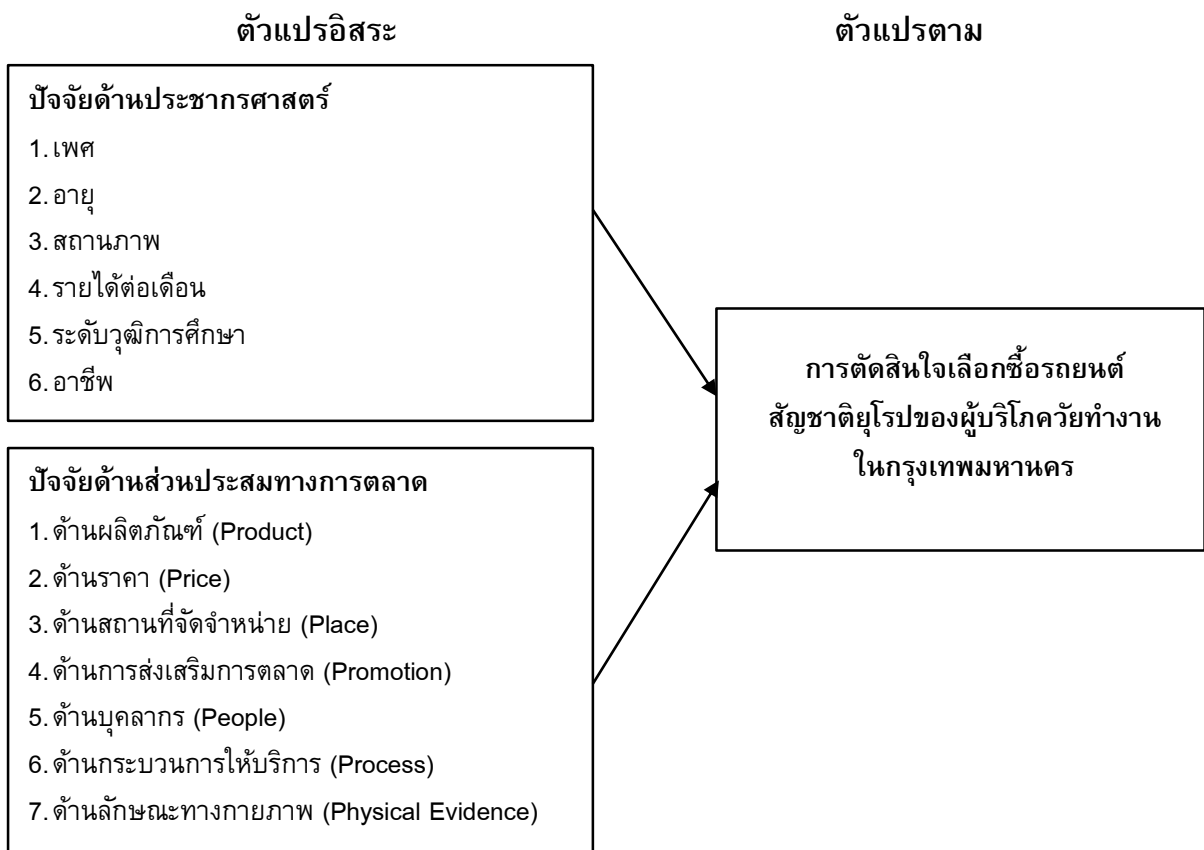 ตัวแปรอิสระ
ตัวแปรตาม
ปัจจัยด้านประชากรศาสตร์
1. เพศ
2. อายุ
3. สถานภาพ
4. รายได้ต่อเดือน
5. ระดับวุฒิการศึกษา
6. อาชีพ
การตัดสินใจเลือกซื้อรถยนต์
สัญชาติยุโรปของผู้บริโภควัยทำงาน
ในกรุงเทพมหานคร
ปัจจัยด้านส่วนประสมทางการตลาด
1. ด้านผลิตภัณฑ์ (Product)
2. ด้านราคา (Price)
3. ด้านสถานที่จัดจำหน่าย (Place)
4. ด้านการส่งเสริมการตลาด (Promotion)
5. ด้านบุคลากร (People)
6. ด้านกระบวนการให้บริการ (Process)
7. ด้านลักษณะทางกายภาพ (Physical Evidence)